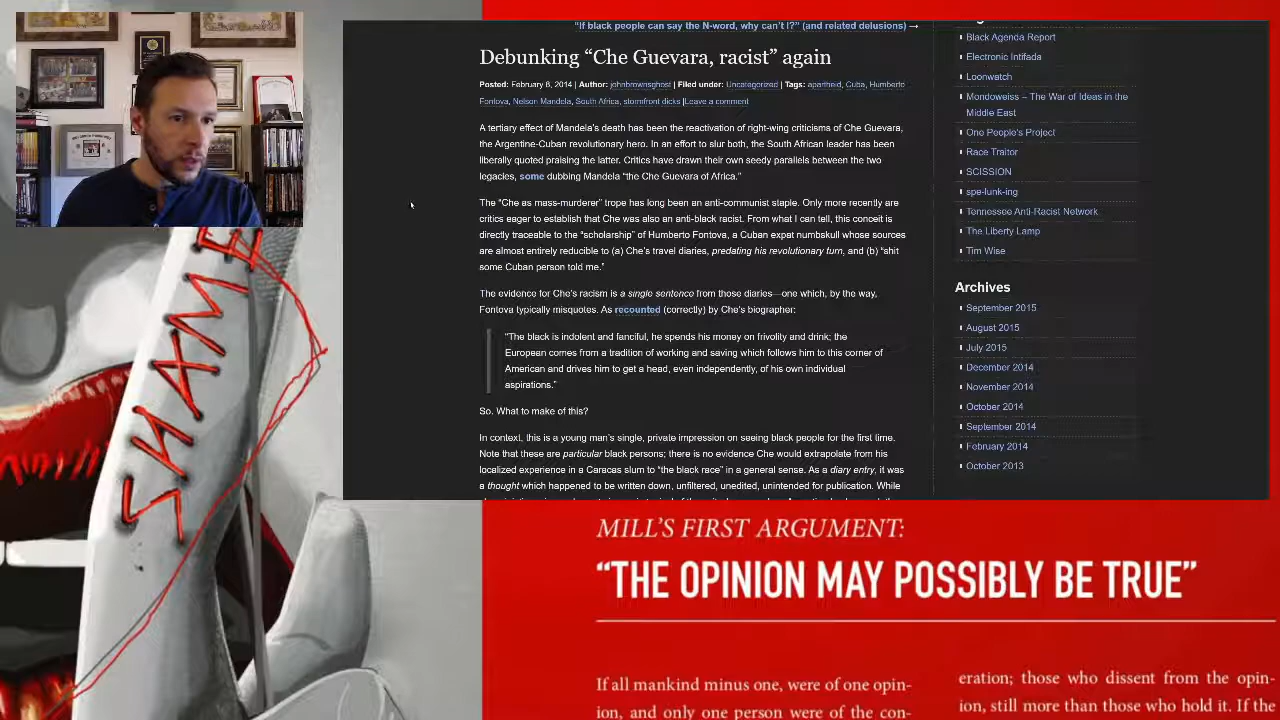 "If black people can say the N-word, why can't I?" (and related delusions) →
Debunking "Che Guevara, racist" again
Posted: February 8, 2014 | Author: johnbrownsghost | Filed under: Uncategorized | Tags: apartheid, Cuba, Humberto
Fontova, Nelson Mandela, South Africa, stormfront dicks |Leave a comment
A tertiary effect of Mandela's death has been the reactivation of right-wing criticisms of Che Guevara,
the Argentine-Cuban revolutionary hero. In an effort to slur both, the South African leader has been
liberally quoted praising the latter. Critics have drawn their own seedy parallels between the two
legacies, some dubbing Mandela "the Che Guevara of Africa."
The "Che as mass-murderer" trope has long been an anti-communist staple. Only more recently are
critics eager to establish that Che was also an anti-black racist. From what I can tell, this conceit is
directly traceable to the "scholarship" of Humberto Fontova, a Cuban expat numbskull whose sources
are almost entirely reducible to (a) Che's travel diaries, predating his revolutionary turn, and (b) "shit
some Cuban person told me."
The evidence for Che's racism is a single sentence from those diaries—one which, by the way,
Fontova typically misquotes. As recounted (correctly) by Che's biographer:
"The black is indolent and fanciful, he spends his money on frivolity and drink; the
European comes from a tradition of working and saving which follows him to this corner of
American and drives him to get a head, even independently, of his own individual
aspirations."
So. What to make of this?
In context, this is a young man's single, private impression on seeing black people for the first time.
Note that these are particular black persons; there is no evidence Che would extrapolate from his
localized experience in a Caracas slum to "the black race" in a general sense. As a diary entry, it was
a thought which happened to be written down, unfiltered, unedited, unintended for publication. While
Black Agenda Report
Electronic Intifada
Loonwatch
Mondoweiss – The War of Ideas in the
Middle East
One People's Project
Race Traitor
SCISSION
spe-lunk-ing
Tennessee Anti-Racist Network
The Liberty Lamp
Tim Wise
Archives
September 2015
August 2015
July 2015
December 2014
November 2014
October 2014
September 2014
February 2014
October 2013
SHAME
MILL'S FIRST ARGUMENT:
"THE OPINION MAY POSSIBLY BE TRUE"
If all mankind minus one, were of one opin-
ion, and only one person were of the con-
eration; those who dissent from the opin-
ion, still more than those who hold it. If the